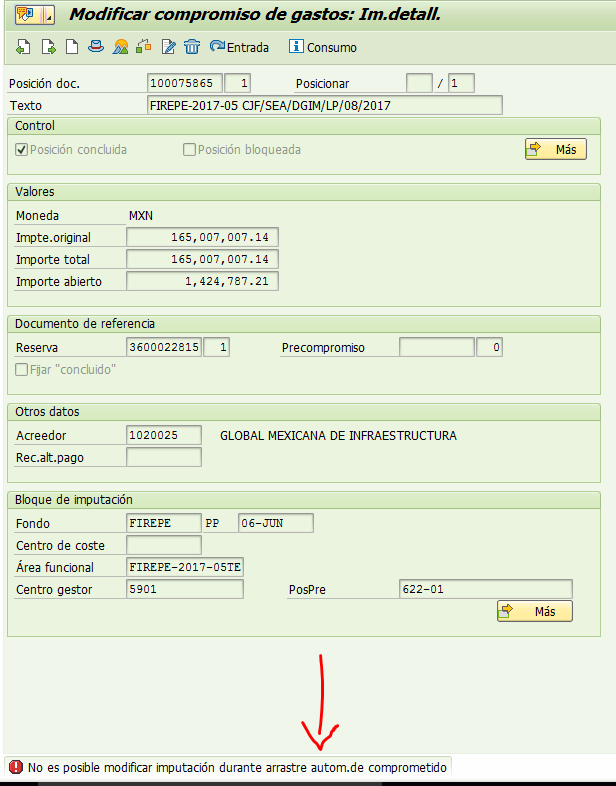 Modificar compromiso de gastos: Im.detall.
Entrada Consumo
Posición doc. 100075865 1 Posicionar / 1
Texto FIREPE-2017-05 CJF/SEA/DGIM/LP/08/2017
Control
Posición concluida Posición bloqueada Más
Valores
Moneda MXN
Impte.original 165,007,007.14
Importe total 165,007,007.14
Importe abierto 1,424,787.21
Documento de referencia
Reserva 3600022815 1 Precompromiso 0
Fijar "concluido"
Otros datos
Acreedor 1020025 GLOBAL MEXICANA DE INFRAESTRUCTURA
Rec.alt.pago
Bloque de imputación
Fondo FIREPE PP 06-JUN
Centro de coste
Área funcional FIREPE-2017-05TE
Centro gestor 5901 PosPre 622-01
Más
No es posible modificar imputación durante arrastre autom.de comprometido